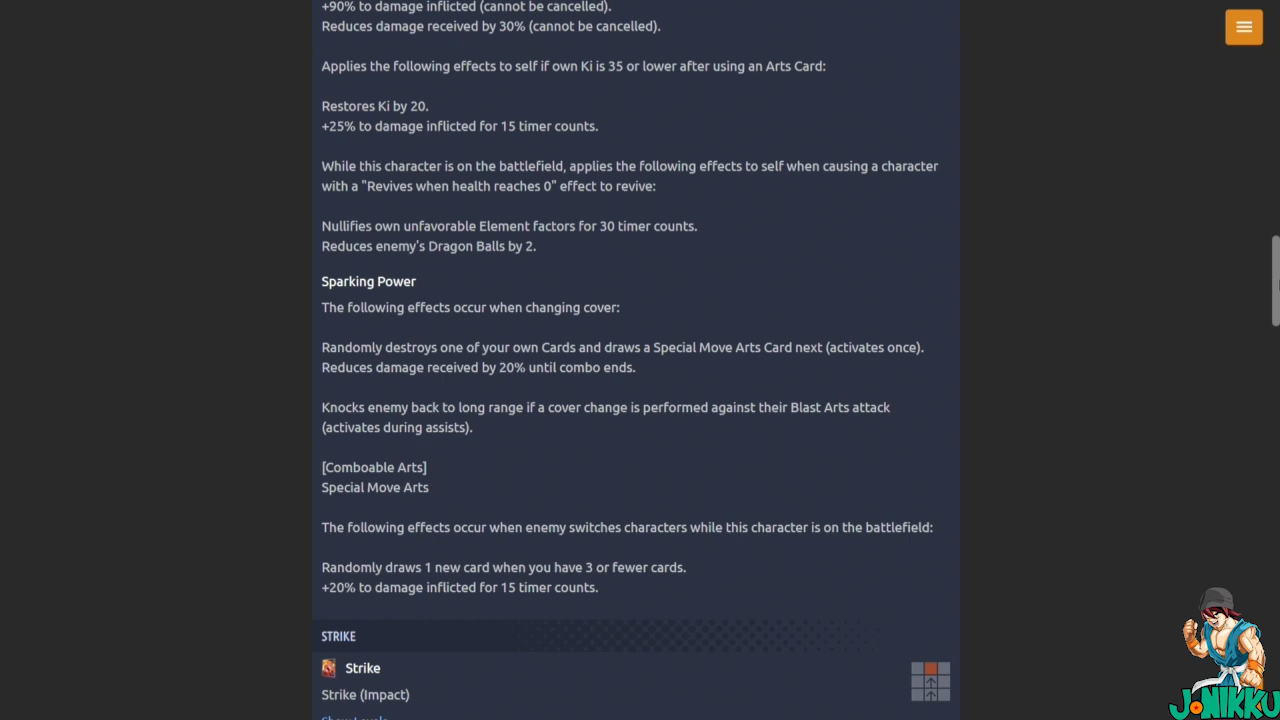 +90% to damage inflicted (cannot be cancelled).
Reduces damage received by 30% (cannot be cancelled).
Applies the following effects to self if own Ki is 35 or lower after using an Arts Card:
Restores Ki by 20.
+25% to damage inflicted for 15 timer counts.
While this character is on the battlefield, applies the following effects to self when causing a character
with a "Revives when health reaches 0" effect to revive:
Nullifies own unfavorable Element factors for 30 timer counts.
Reduces enemy's Dragon Balls by 2.
Sparking Power
The following effects occur when changing cover:
Randomly destroys one of your own Cards and draws a Special Move Arts Card next (activates once).
Reduces damage received by 20% until combo ends.
Knocks enemy back to long range if a cover change is performed against their Blast Arts attack
(activates during assists).
[Comboable Arts]
Special Move Arts
The following effects occur when enemy switches characters while this character is on the battlefield:
Randomly draws 1 new card when you have 3 or fewer cards.
+20% to damage inflicted for 15 timer counts.
STRIKE
Strike
Strike (Impact)
Show Levels
JONIKKU